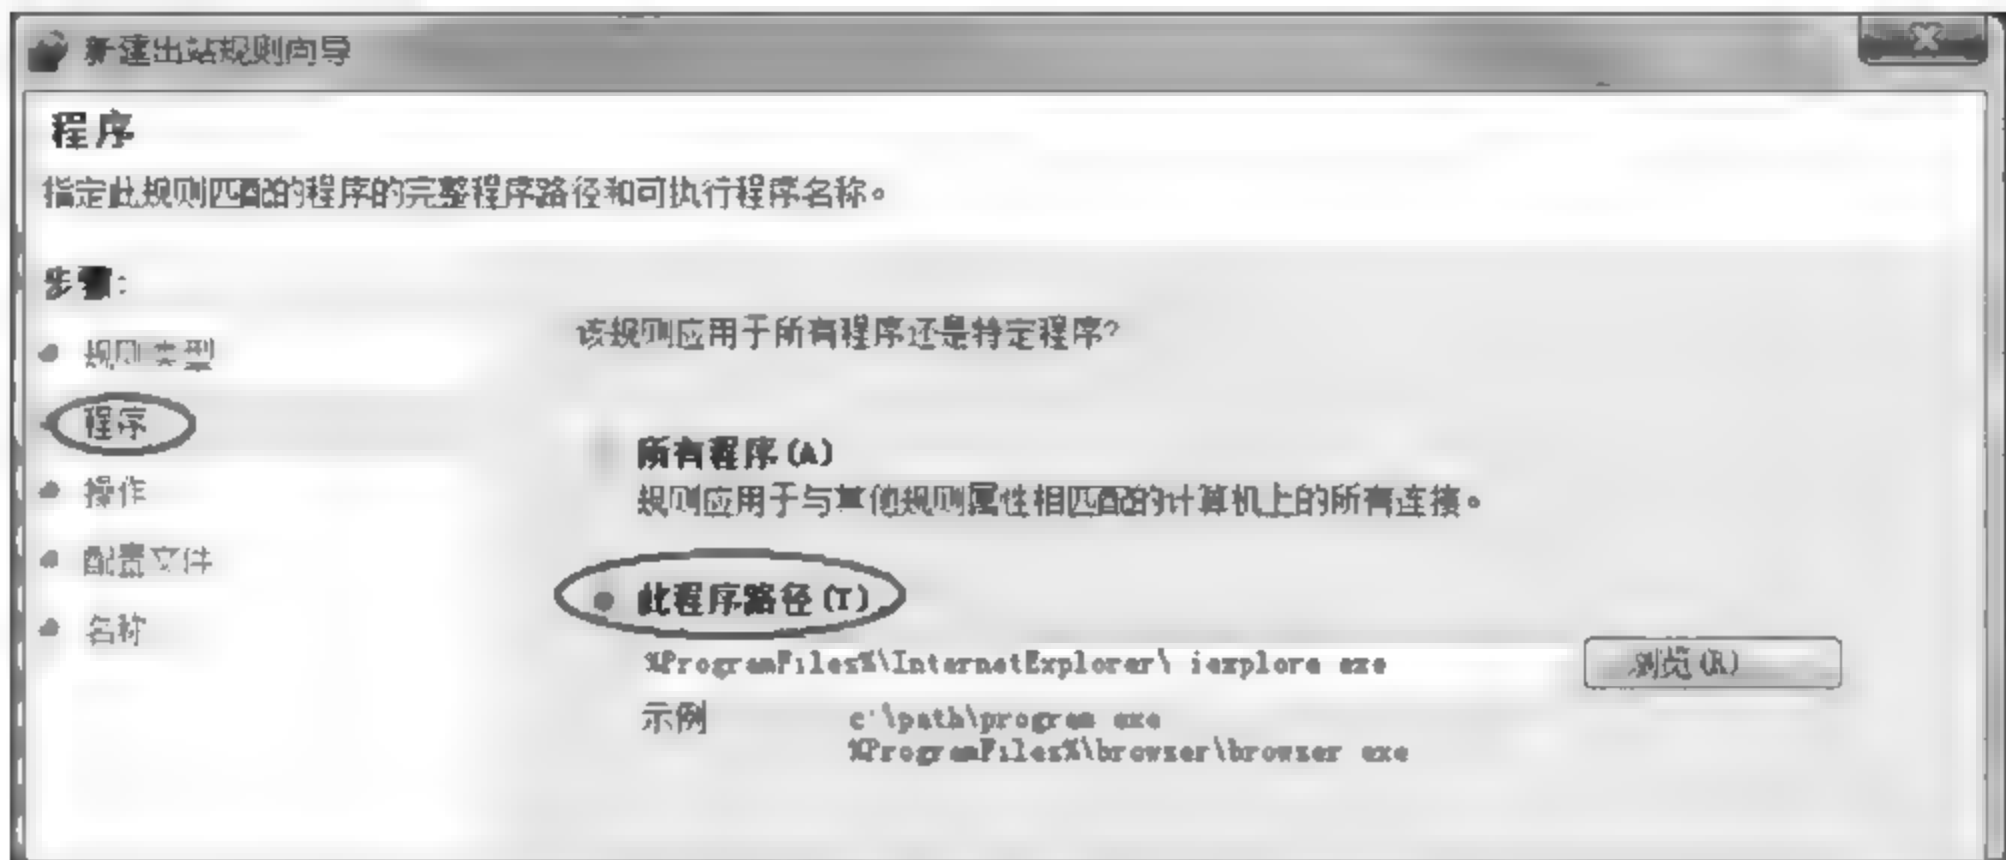 新建出站规则向导
程序
指定此规则匹配的程序的完整程序路径和可执行程序名称。
步骤:
规则类型
程序
操作
配置文件
名称
该规则应用于所有程序还是特定程序?
所有程序(A)
规则应用于与其他规则属性相匹配的计算机上的所有连接。
此程序路径(T)
%ProgramFiles%\InternetExplorer\ iexplore exe
浏览(R)
示例
c:\path\program exe
%ProgramFiles%\browser\browser exe